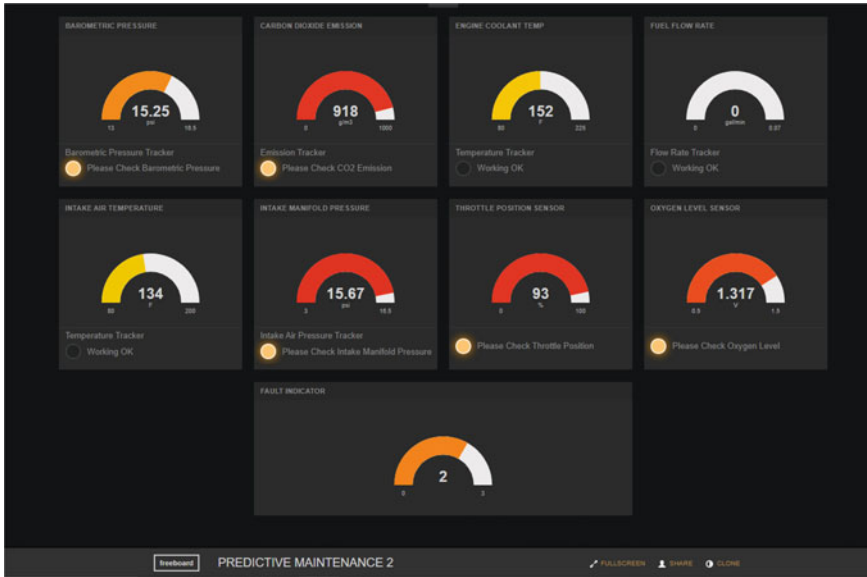 BAROMETRIC PRESSURE
15.25
psi
13
16.5
Barometric Pressure Tracker
Please Check Barometric Pressure
CARBON DIOXIDE EMISSION
918
g/m3
0
1000
Emission Tracker
Please Check CO2 Emission
ENGINE COOLANT TEMP
152
F
80
225
Temperature Tracker
Working OK
FUEL FLOW RATE
0
gal/min
0
0.07
Flow Rate Tracker
Working OK
INTAKE AIR TEMPERATURE
134
F
80
200
Temperature Tracker
Working OK
INTAKE MANIFOLD PRESSURE
15.67
psi
3
16.5
Intake Air Pressure Tracker
Please Check Intake Manifold Pressure
THROTTLE POSITION SENSOR
93
%
0
100
Please Check Throttle Position
OXYGEN LEVEL SENSOR
1.317
V
0.5
1.5
Please Check Oxygen Level
FAULT INDICATOR
2
0
3
freeboard
PREDICTIVE MAINTENANCE 2
FULLSCREEN
SHARE
CLONE